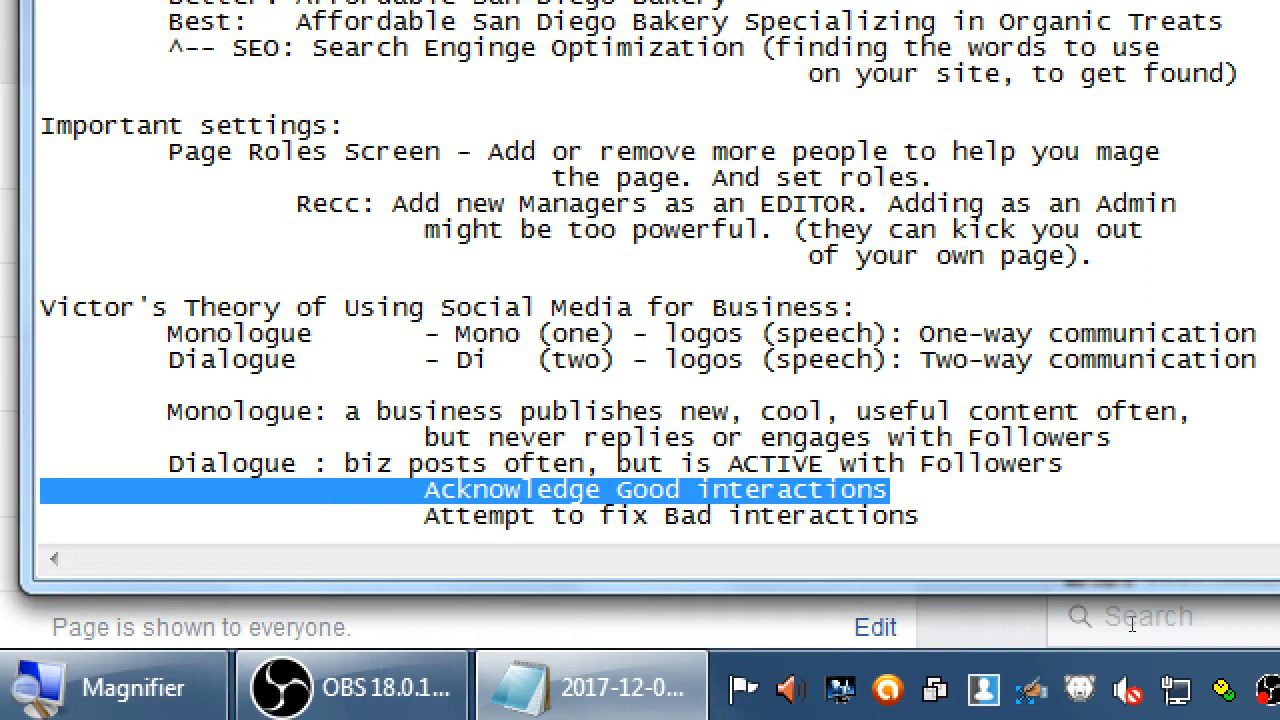 Better: Affordable San Diego Bakery
Best:   Affordable San Diego Bakery Specializing in Organic Treats
^-- SEO: Search Enginge Optimization (finding the words to use
on your site, to get found)
Important settings:
Page Roles Screen - Add or remove more people to help you mage
the page. And set roles.
Recc: Add new Managers as an EDITOR. Adding as an Admin
might be too powerful. (they can kick you out
of your own page).
Victor's Theory of Using Social Media for Business:
Monologue       - Mono (one) - logos (speech): One-way communication
Dialogue        - Di   (two) - logos (speech): Two-way communication
Monologue: a business publishes new, cool, useful content often,
but never replies or engages with Followers
Dialogue : biz posts often, but is ACTIVE with Followers
Acknowledge Good interactions
Attempt to fix Bad interactions
Page is shown to everyone.
Edit
Search
Magnifier
OBS 18.0.1...
2017-12-0...